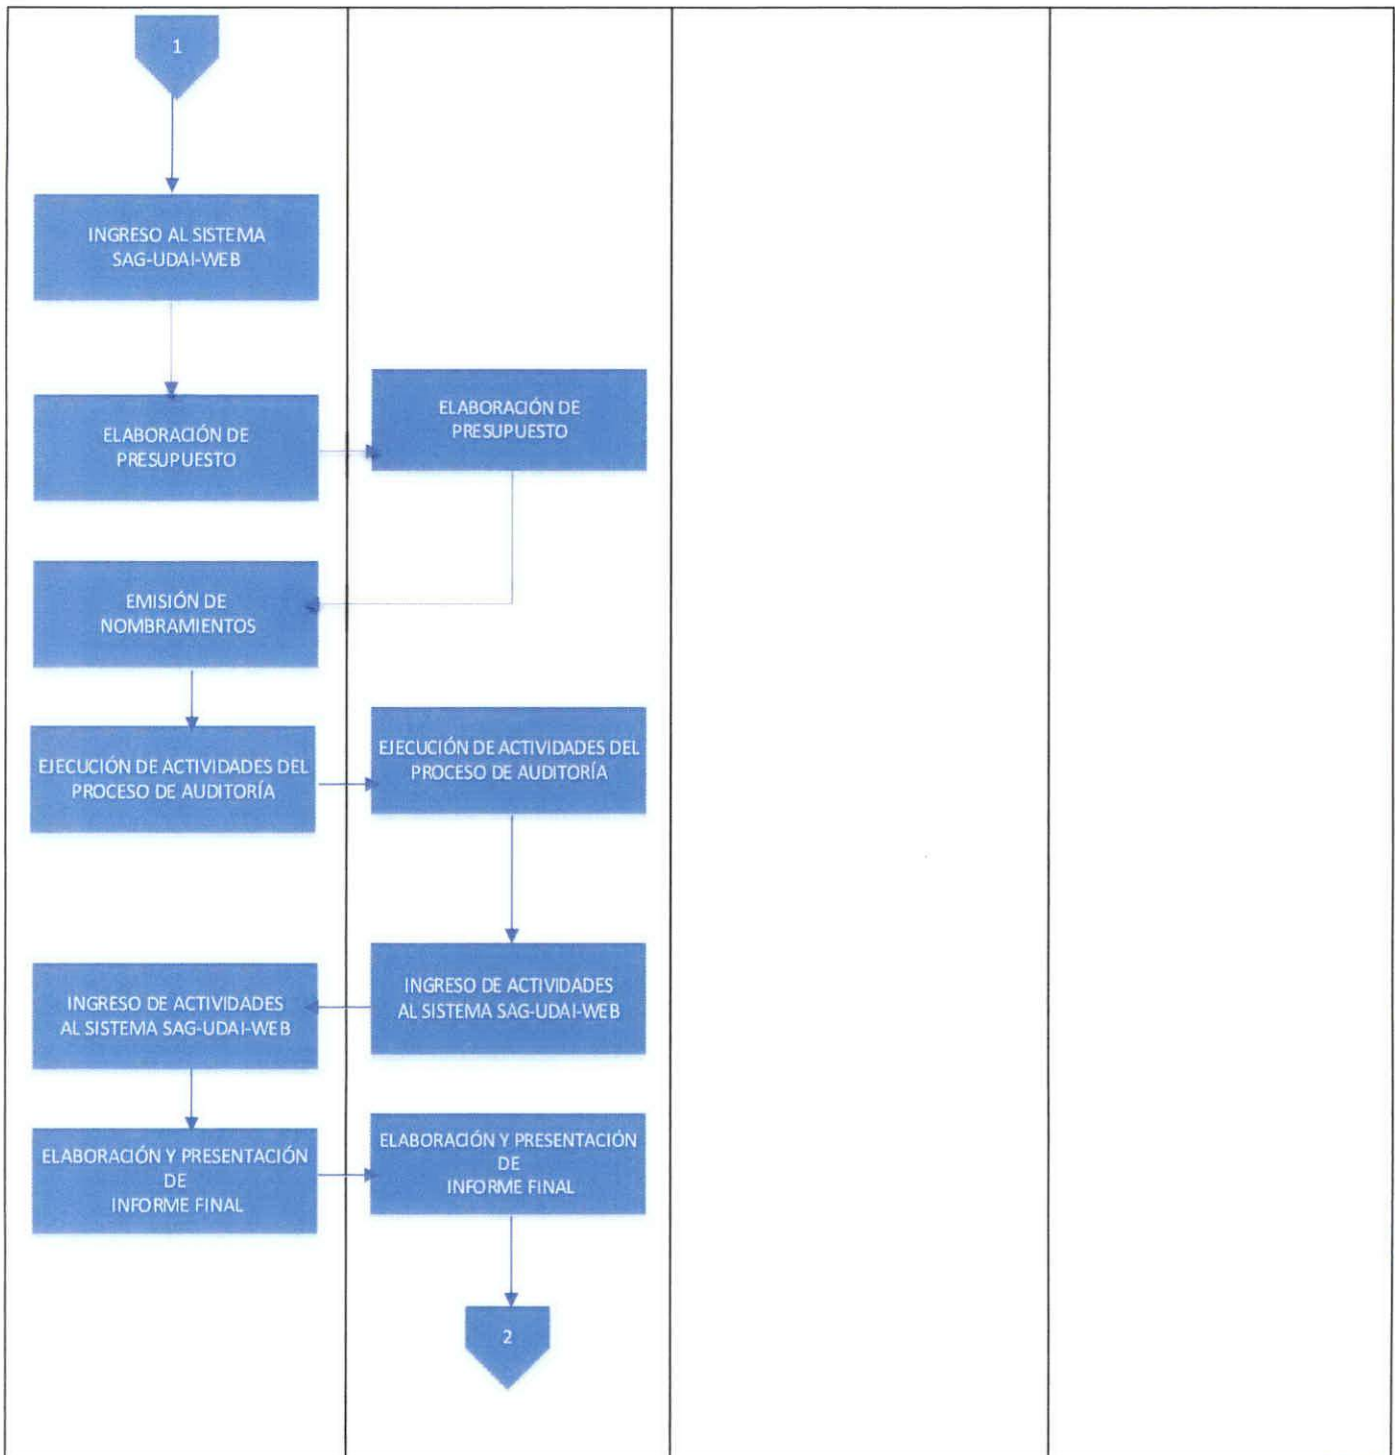 1
INGRESO AL SISTEMA
SAG-UDAI-WEB
ELABORACIÓN DE
PRESUPUESTO
ELABORACIÓN DE
PRESUPUESTO
EMISIÓN DE
NOMBRAMIENTOS
EJECUCIÓN DE ACTIVIDADES DEL
PROCESO DE AUDITORÍA
EJECUCIÓN DE ACTIVIDADES DEL
PROCESO DE AUDITORÍA
INGRESO DE ACTIVIDADES
AL SISTEMA SAG-UDAI-WEB
INGRESO DE ACTIVIDADES
AL SISTEMA SAG-UDAI-WEB
ELABORACIÓN Y PRESENTACIÓN
DE
INFORME FINAL
ELABORACIÓN Y PRESENTACIÓN
DE
INFORME FINAL
2